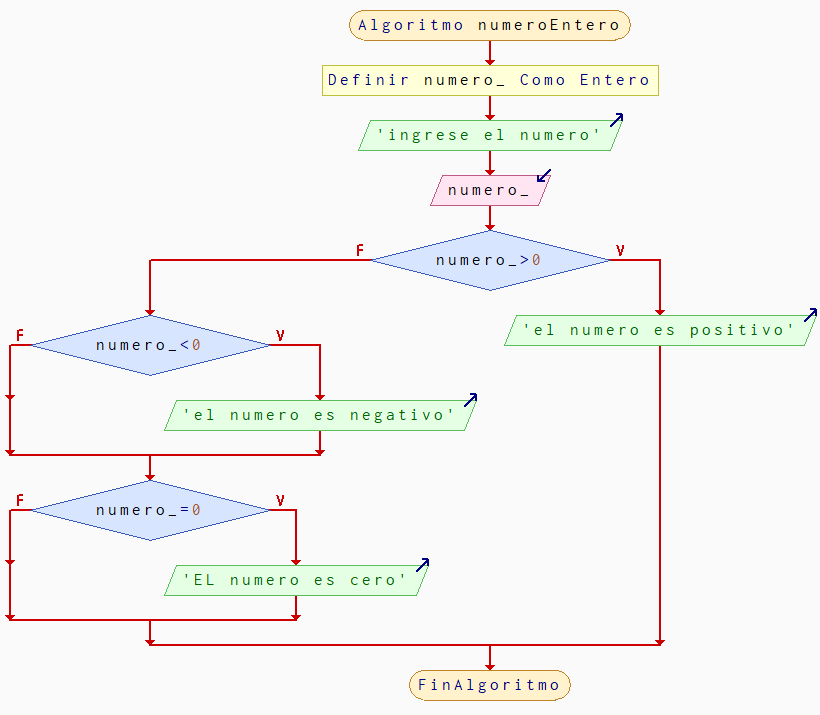 Algoritmo numeroEntero
Definir numero_ Como Entero
'ingrese el numero'
numero_
F
V
numero_>0
'el numero es positivo'
F
V
numero_<0
'el numero es negativo'
F
V
numero_=0
'EL numero es cero'
FinAlgoritmo